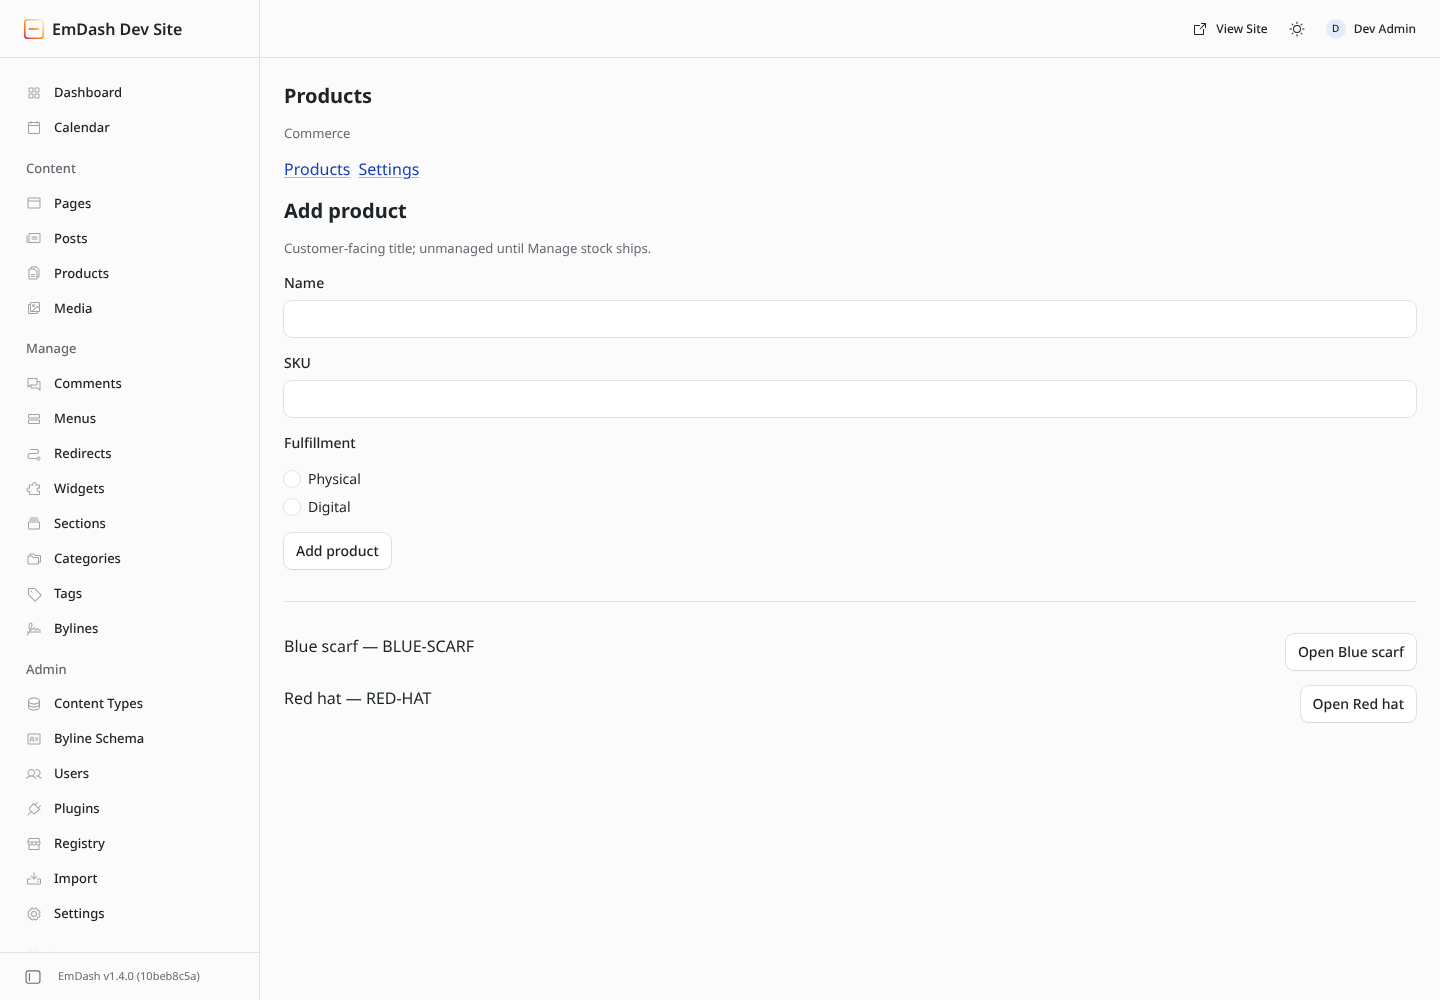 EmDash Dev Site
View Site
D
Dev Admin
Dashboard
Calendar
Content
Pages
Posts
Products
Media
Manage
Comments
Menus
Redirects
Widgets
Sections
Categories
Tags
Bylines
Admin
Content Types
Byline Schema
Users
Plugins
Registry
Import
Settings
EmDash v1.4.0 (10beb8c5a)
Products
Commerce
Products Settings
Add product
Customer-facing title; unmanaged until Manage stock ships.
Name
SKU
Fulfillment
Physical
Digital
Add product
Blue scarf — BLUE-SCARF
Open Blue scarf
Red hat — RED-HAT
Open Red hat